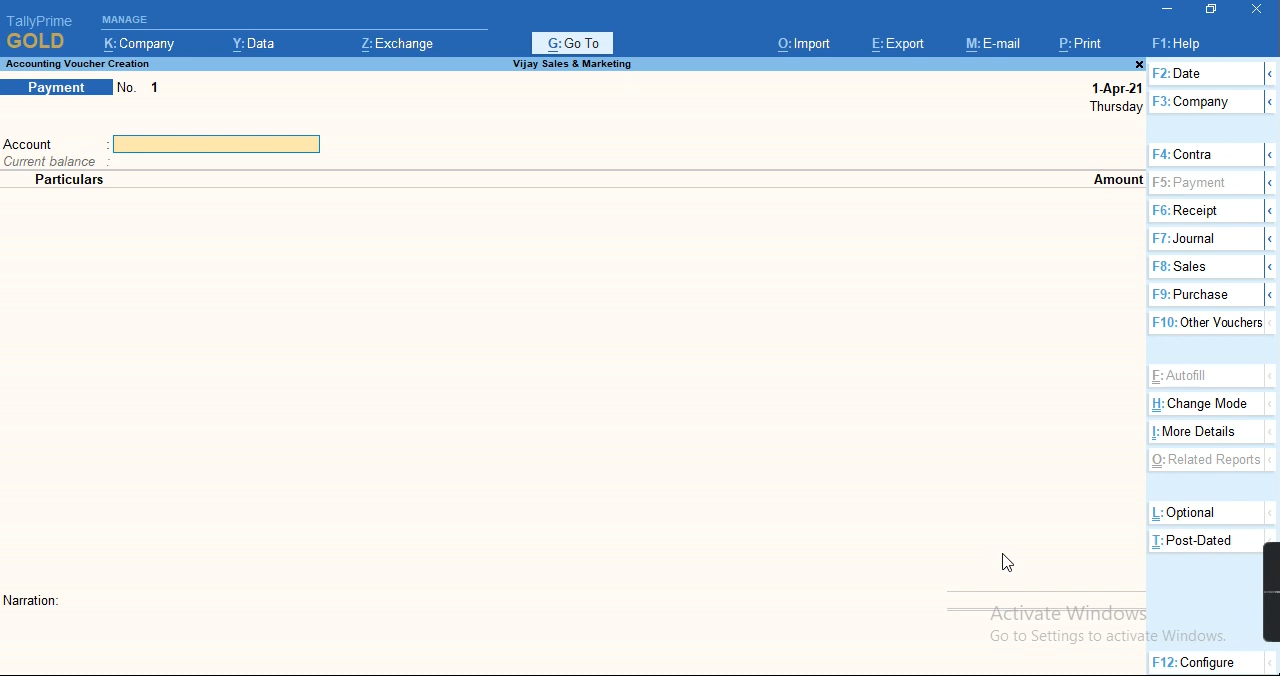 TallyPrime
GOLD
MANAGE
K: Company
Y: Data
Z: Exchange
G: Go To
O: Import
E: Export
M: E-mail
P: Print
F1: Help
Accounting Voucher Creation
Vijay Sales & Marketing
Payment No. 1
1-Apr-21
Thursday
Account :
Current balance :
Particulars
Amount
F2: Date
F3: Company
F4: Contra
F5: Payment
F6: Receipt
F7: Journal
F8: Sales
F9: Purchase
F10: Other Vouchers
F: Autofill
H: Change Mode
I: More Details
O: Related Reports
L: Optional
T: Post-Dated
Narration:
Activate Windows
Go to Settings to activate Windows.
F12: Configure